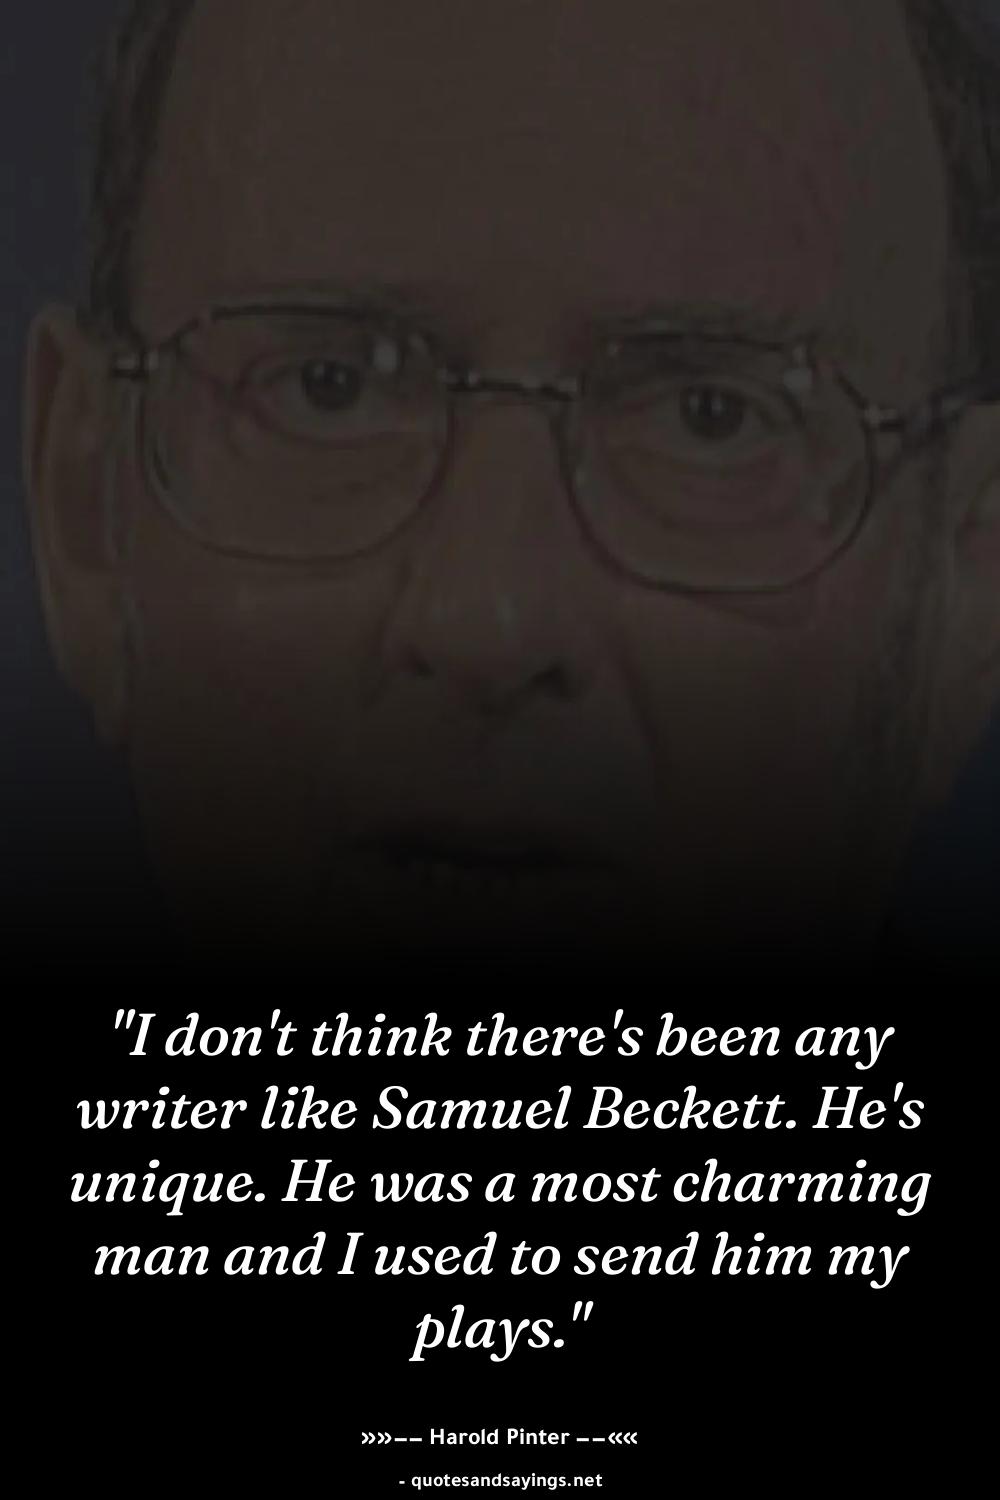 "I don't think there's been any
writer like Samuel Beckett. He's
unique. He was a most charming
man and I used to send him my
plays."
»»–– Harold Pinter ––««
- quotesandsayings.net